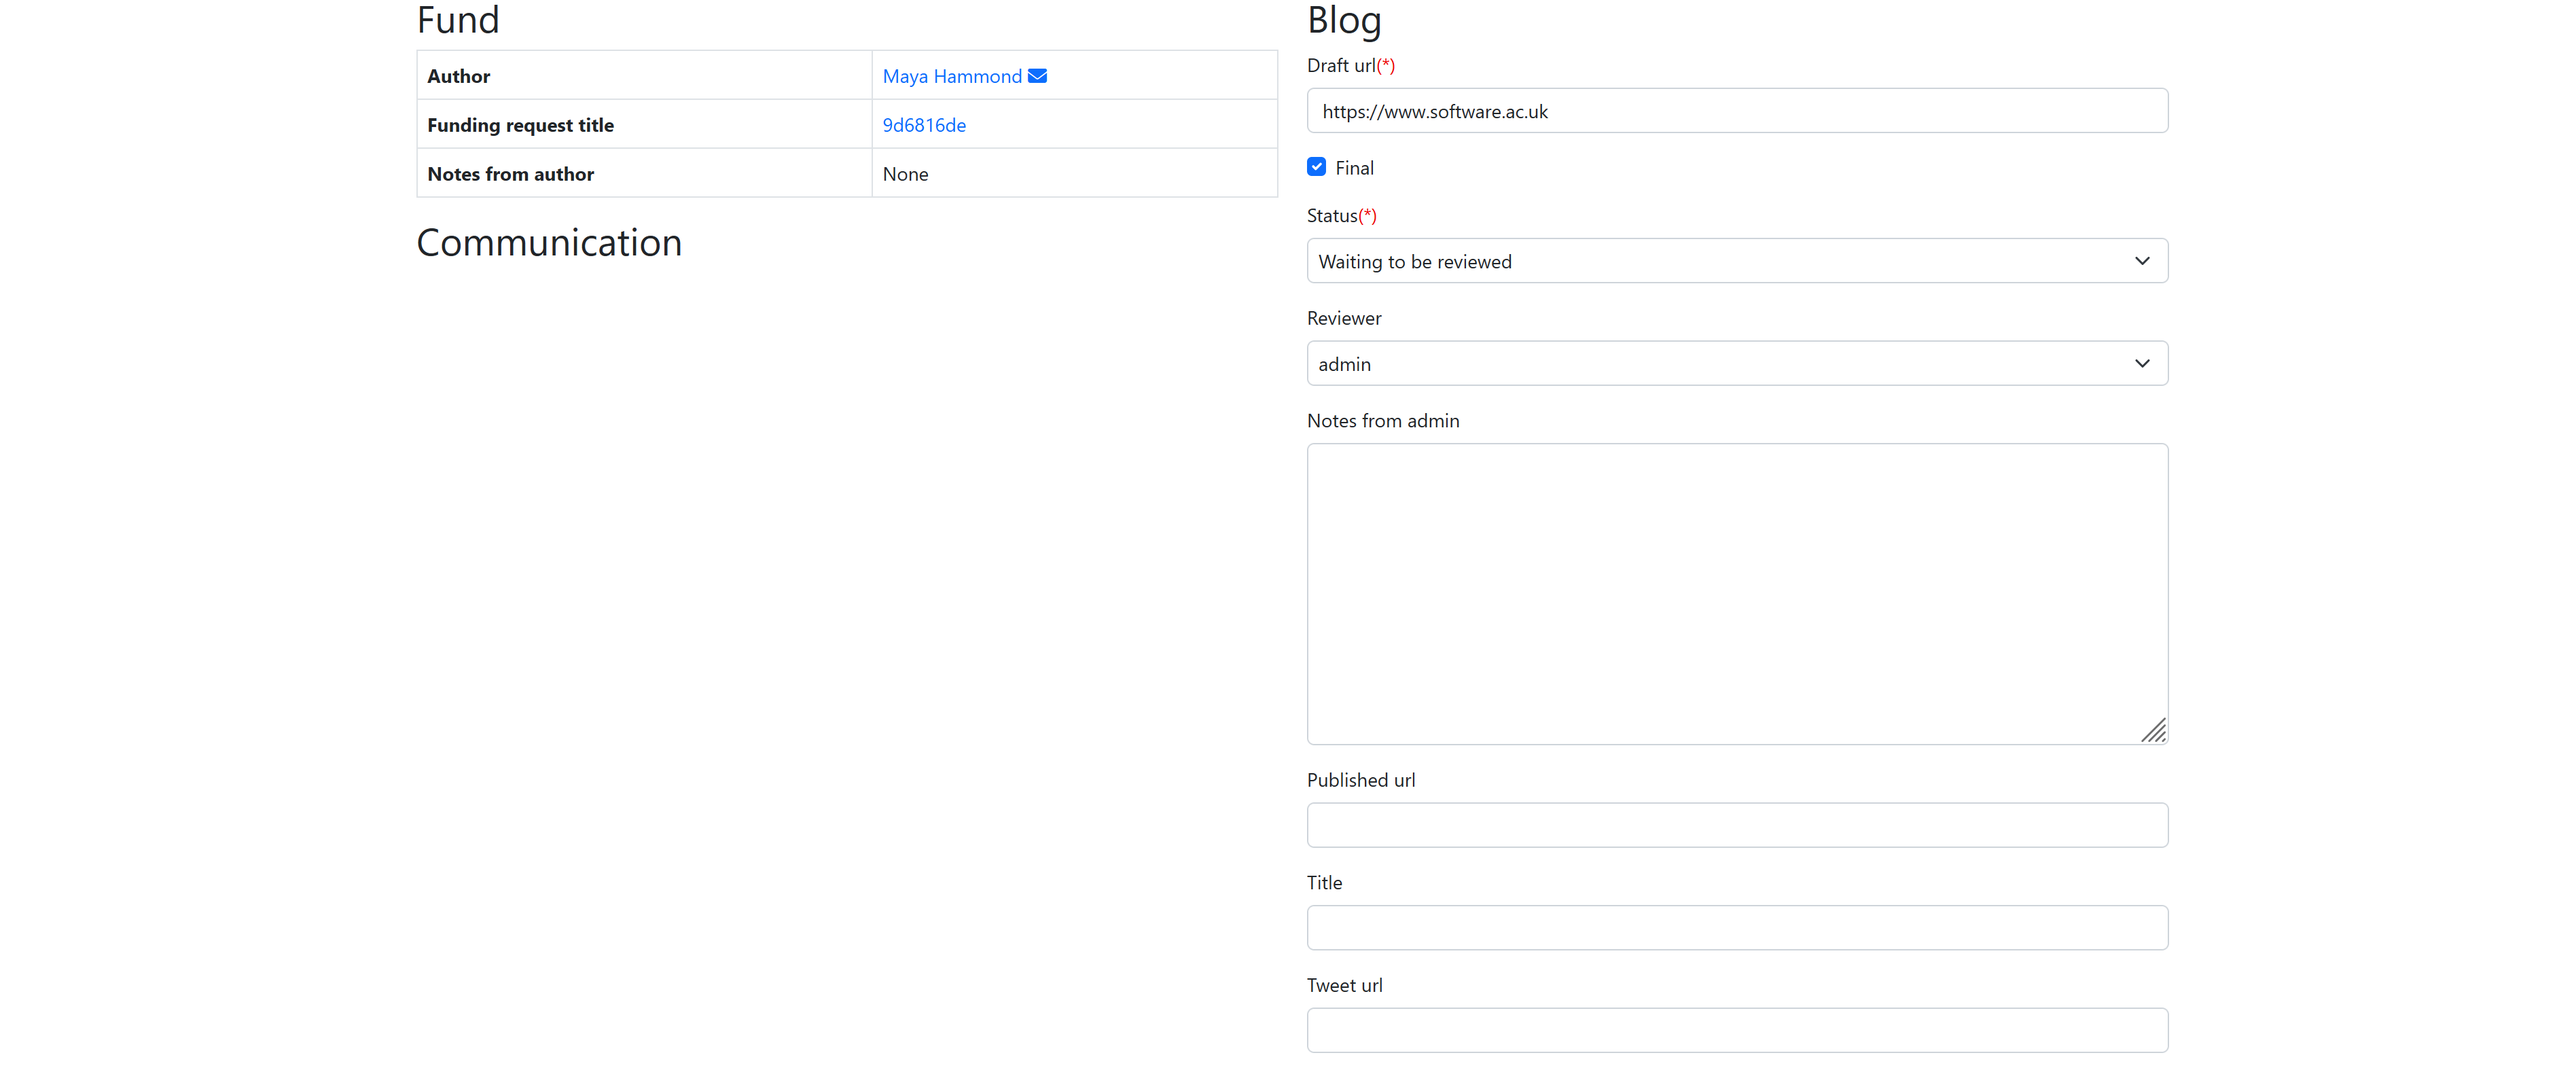 Fund
Author Maya Hammond
Funding request title 9d6816de
Notes from author None
Communication
Blog
Draft url(*)
https://www.software.ac.uk
Final
Status(*)
Waiting to be reviewed
Reviewer
admin
Notes from admin
Published url
Title
Tweet url